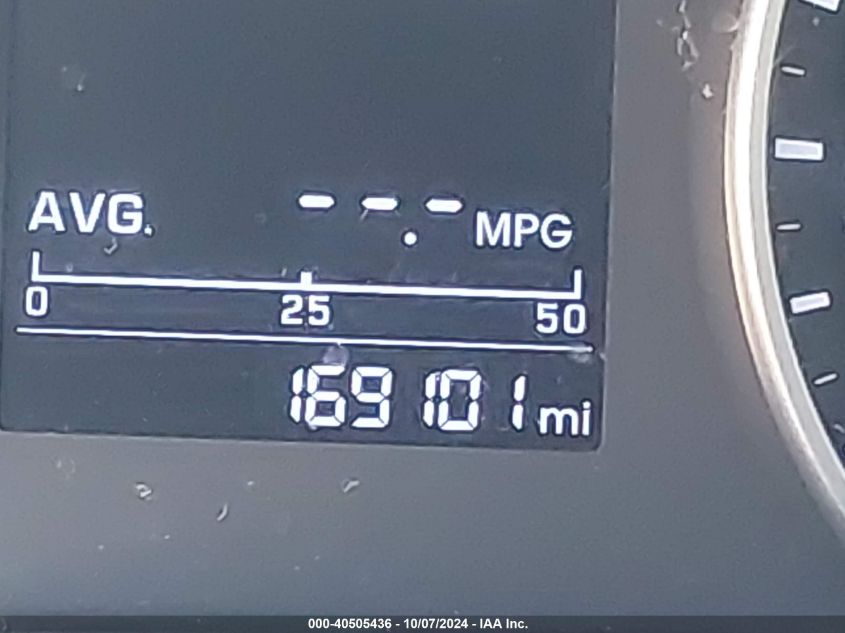 AVG. --.- MPG
0 25 50
169101 mi
000-40505436 - 10/07/2024 - IAA Inc.